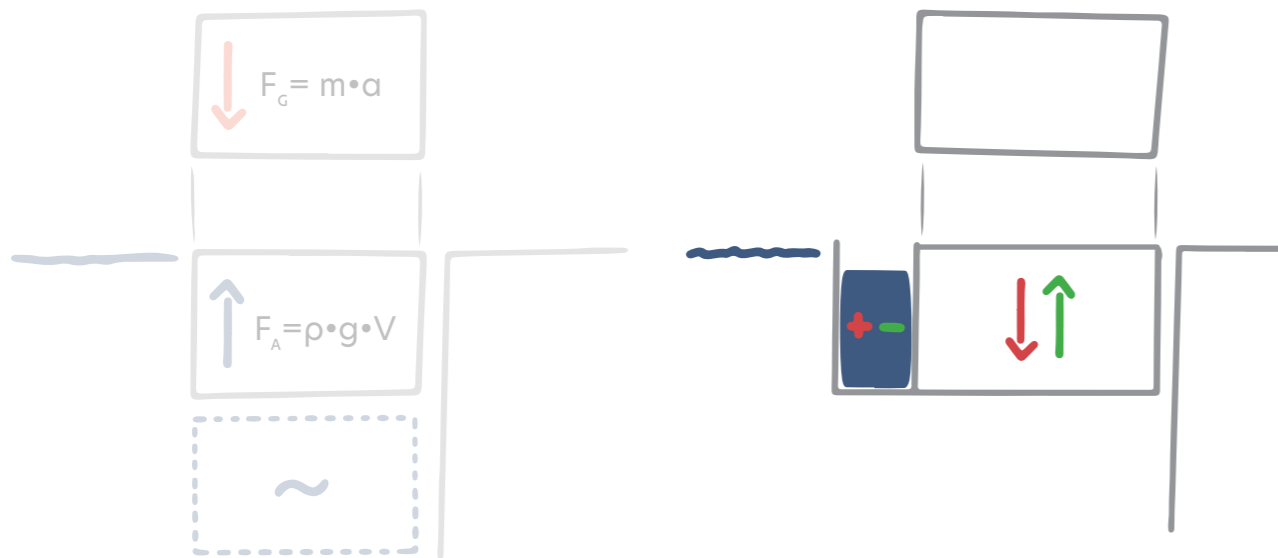 F_G = m•a
F_A=ρ•g•V
~
+ -